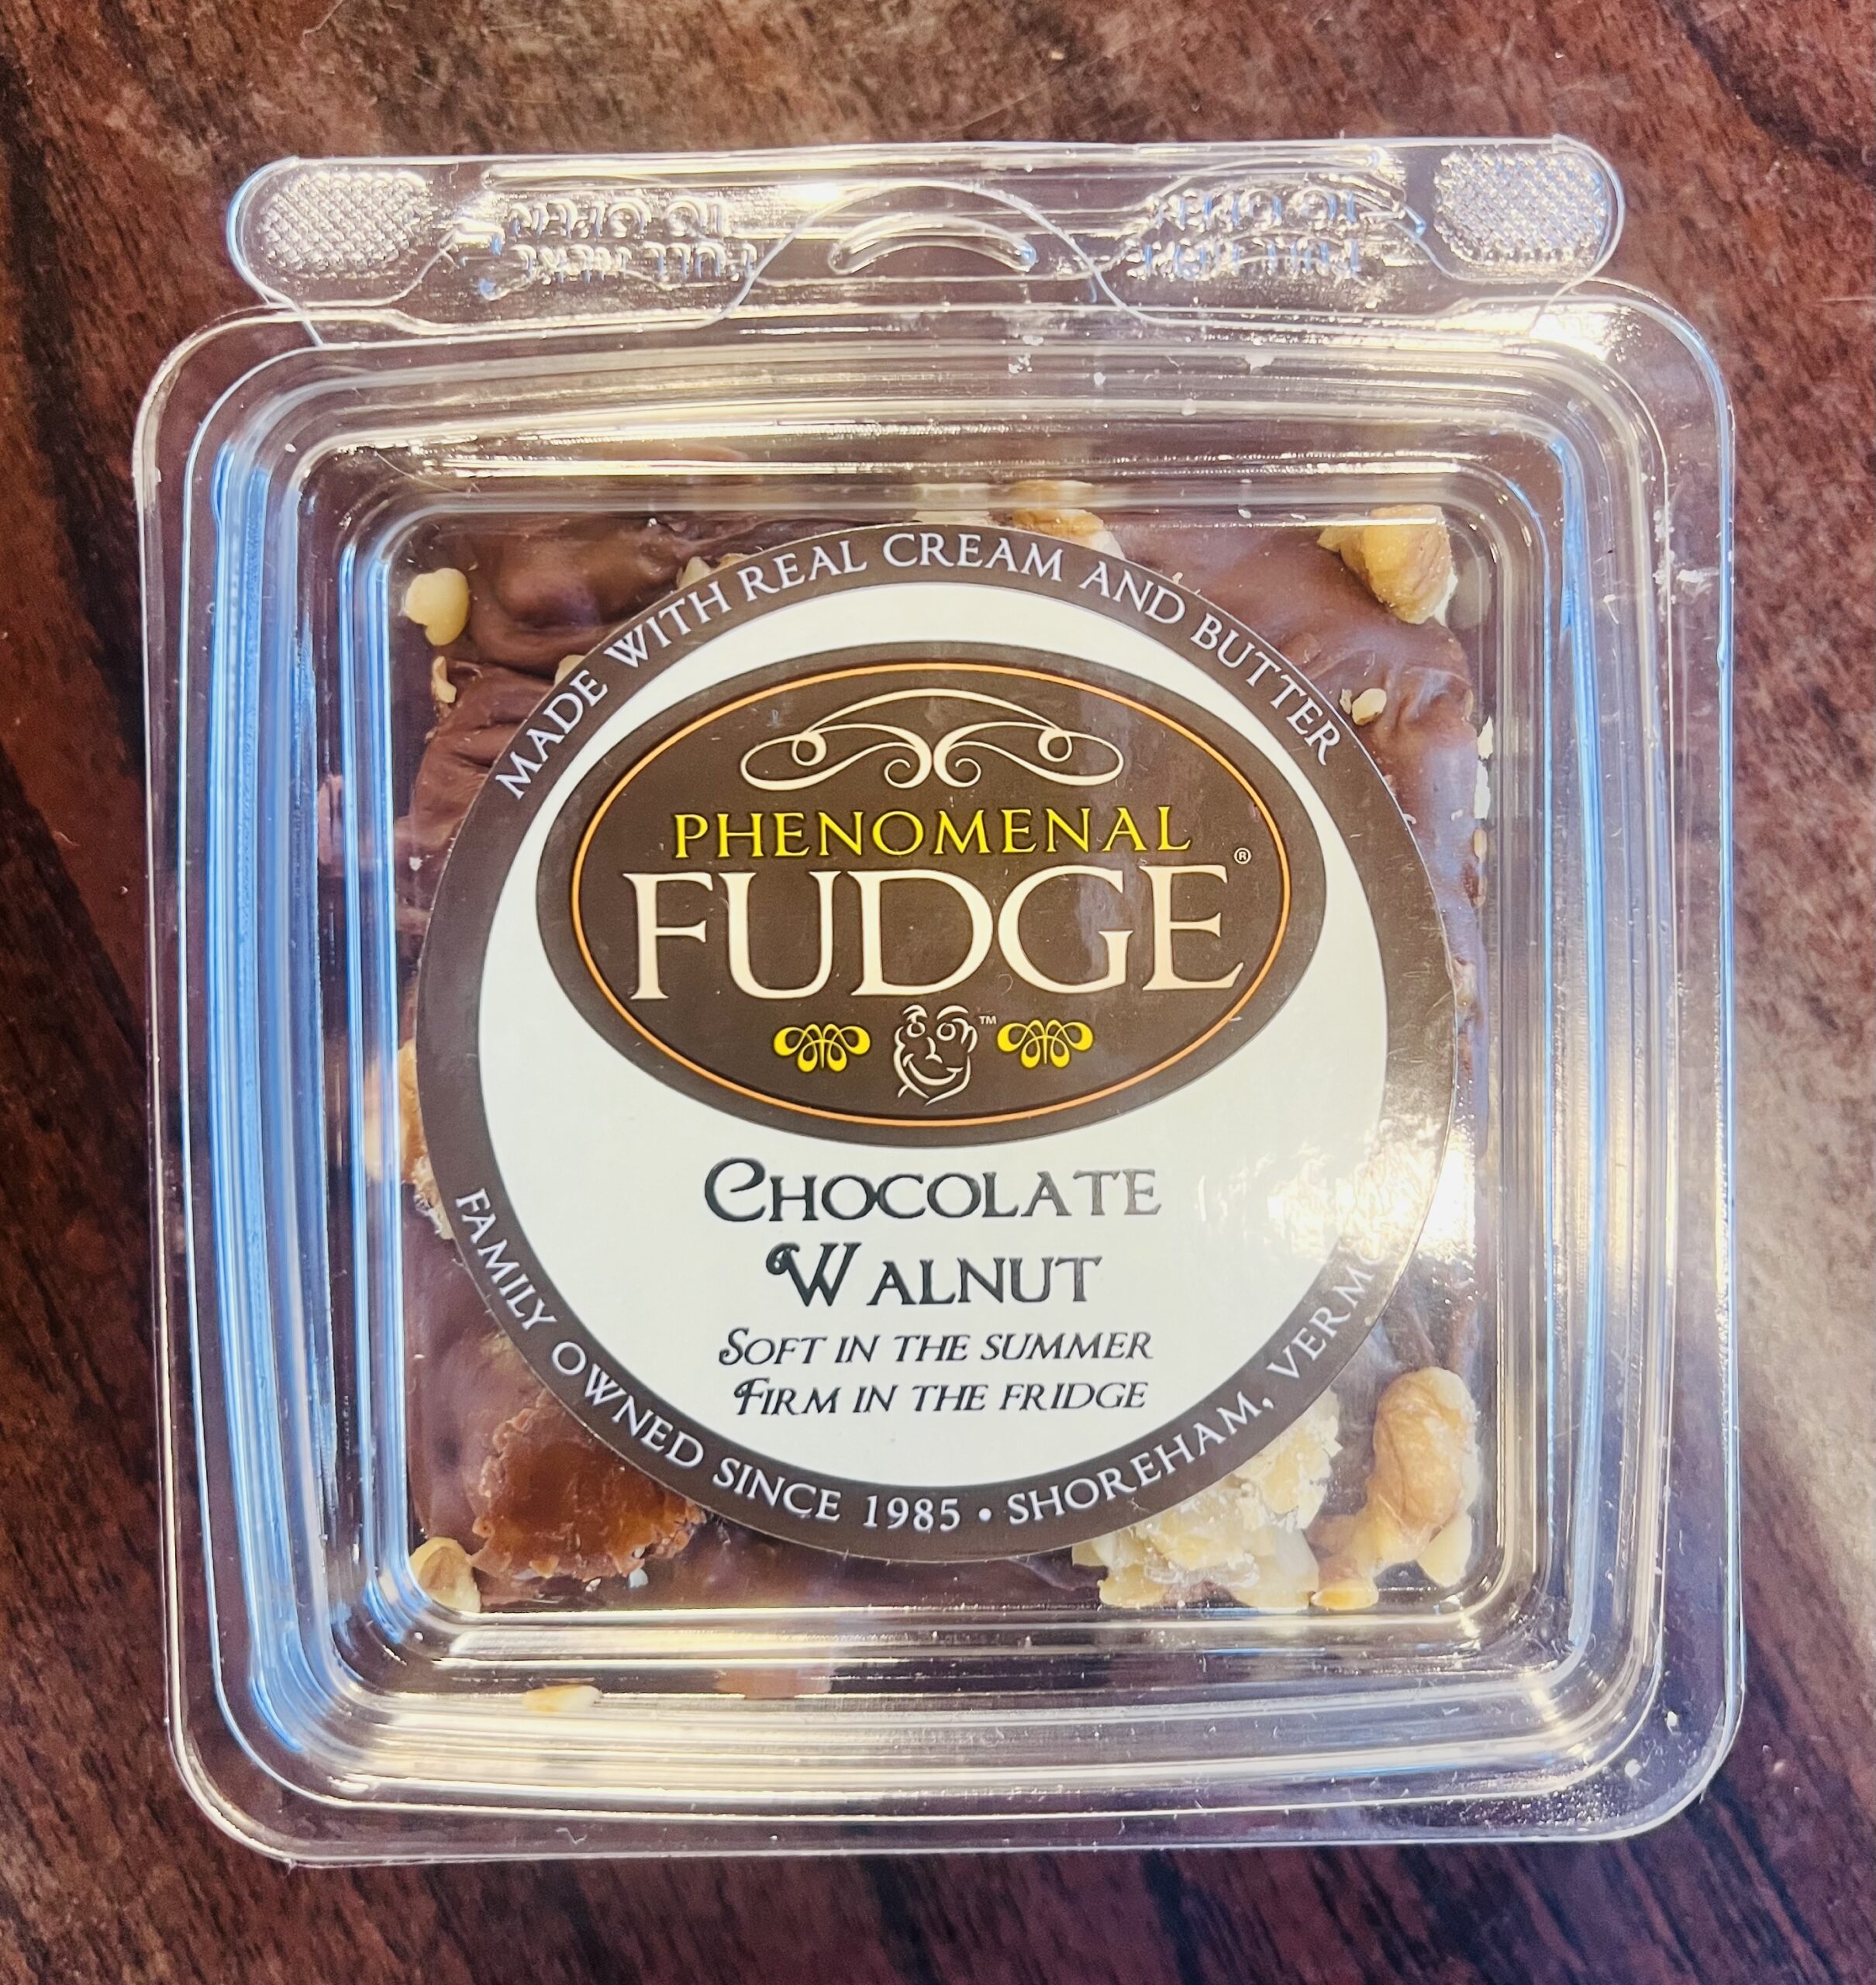 MADE WITH REAL CREAM AND BUTTER
PHENOMENAL
FUDGE®
™
CHOCOLATE
WALNUT
SOFT IN THE SUMMER
FIRM IN THE FRIDGE
FAMILY OWNED SINCE 1985 • SHOREHAM,